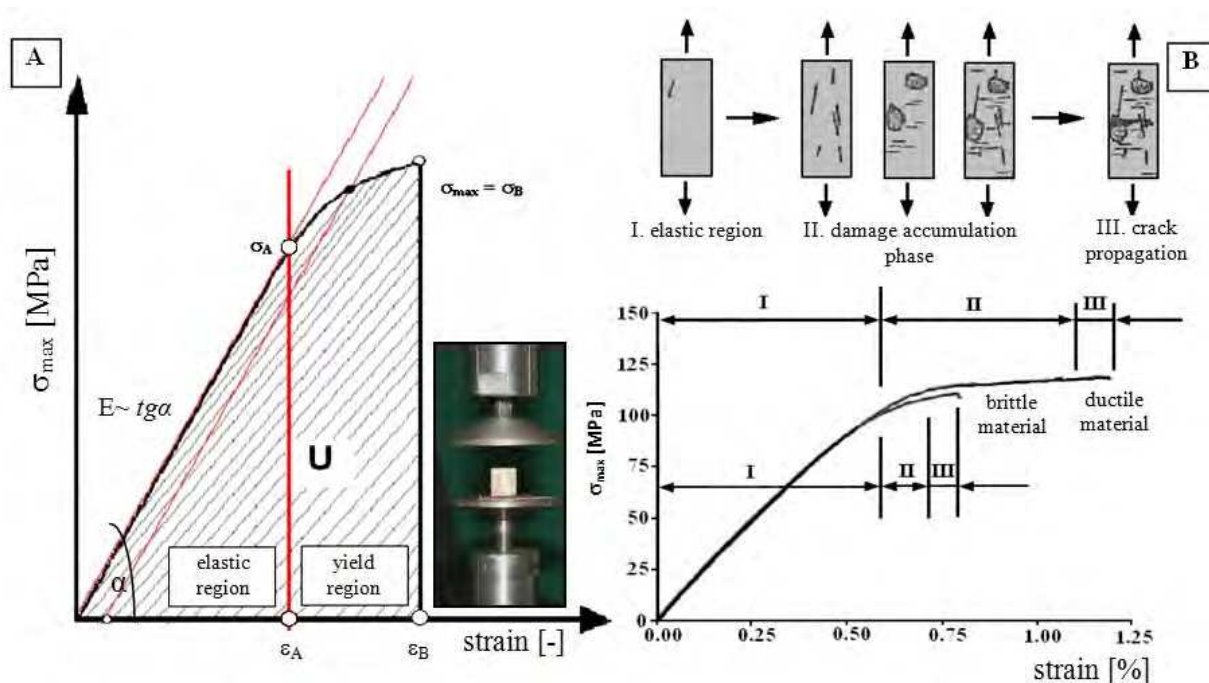 A
σmax [MPa]
σmax = σB
σA
E~ tgα
U
α
elastic
region
yield
region
εA
εB
strain [-]
B
I. elastic region
II. damage accumulation
phase
III. crack
propagation
I
II
III
150
125
100
75
50
25
0
σmax [MPa]
brittle
material
ductile
material
I
II
III
0.00
0.25
0.50
0.75
1.00
1.25
strain [%]